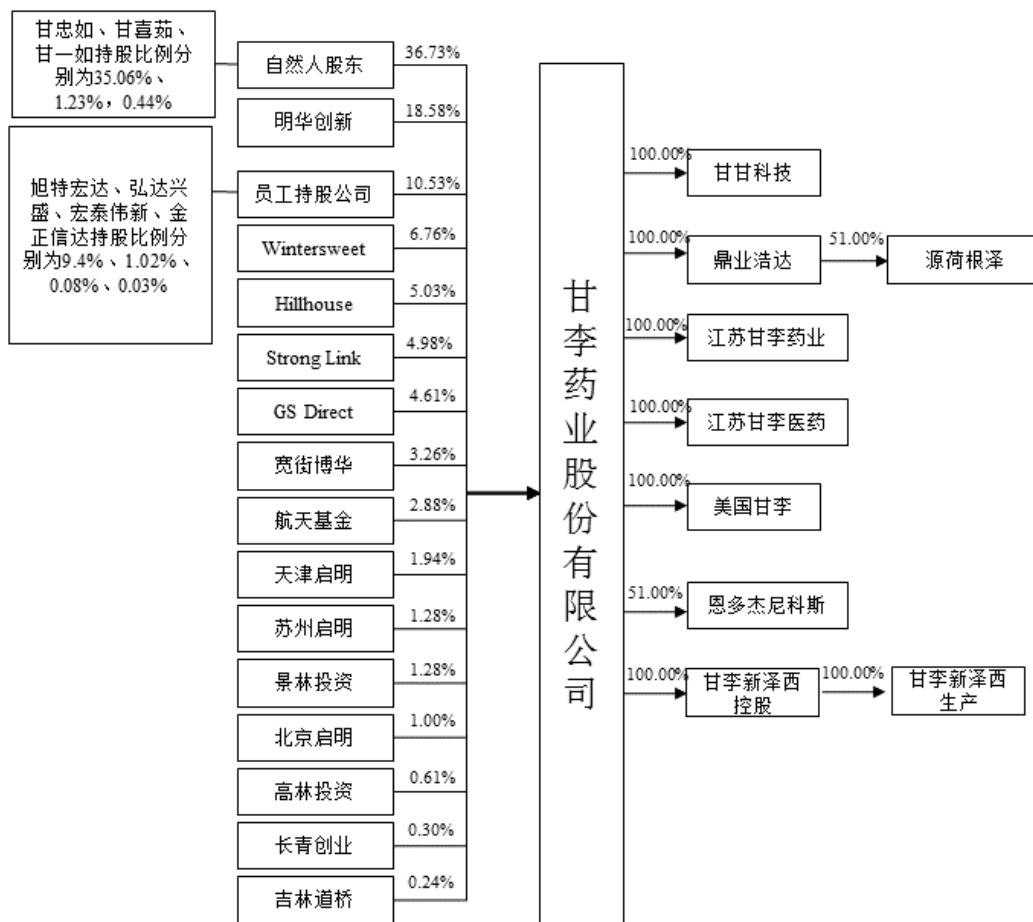 甘忠如、甘喜茹、
甘一如持股比例分
别为35.06%、
1.23%，0.44%
自然人股东
36.73%
明华创新
18.58%
旭特宏达、弘达兴
盛、宏泰伟新、金
正信达持股比例分
别为9.4%、1.02%、
0.08%、0.03%
员工持股公司
10.53%
Wintersweet
6.76%
Hillhouse
5.03%
Strong Link
4.98%
GS Direct
4.61%
宽街博华
3.26%
航天基金
2.88%
天津启明
1.94%
苏州启明
1.28%
景林投资
1.28%
北京启明
1.00%
高林投资
0.61%
长青创业
0.30%
吉林道桥
0.24%
甘李药业股份有限公司
100.00%
甘甘科技
100.00%
鼎业浩达
51.00%
源荷根泽
100.00%
江苏甘李药业
100.00%
江苏甘李医药
100.00%
美国甘李
51.00%
恩多杰尼科斯
100.00%
甘李新泽西
控股
100.00%
甘李新泽西
生产